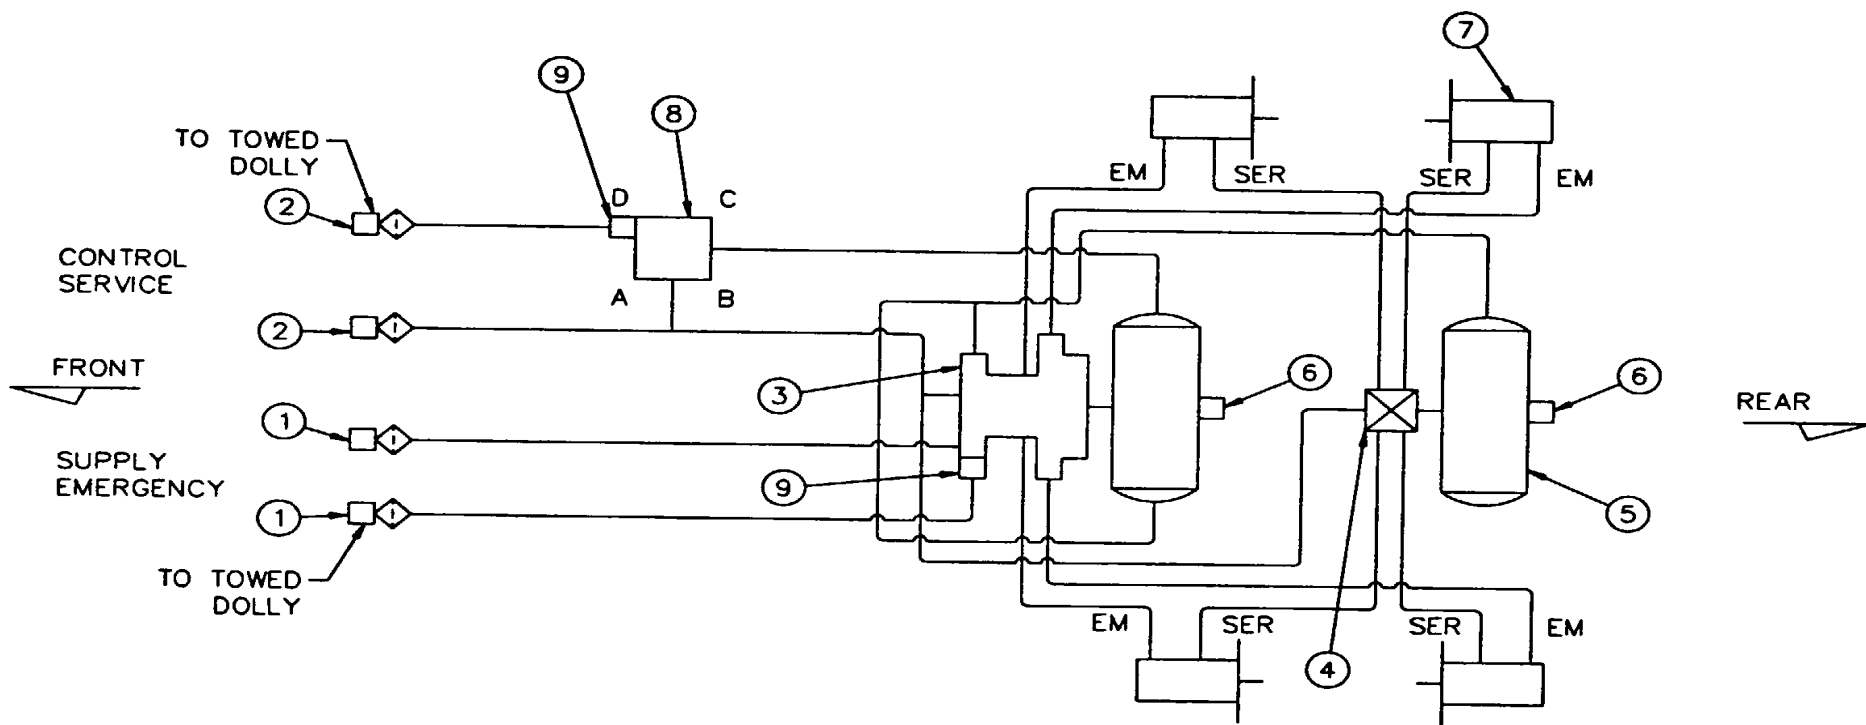 7
9
8
TO TOWED
DOLLY
EM
SER
SER
EM
D
C
2
CONTROL
SERVICE
A
B
2
FRONT
3
6
6
REAR
1
SUPPLY
EMERGENCY
9
1
5
TO TOWED
DOLLY
EM
SER
SER
EM
4